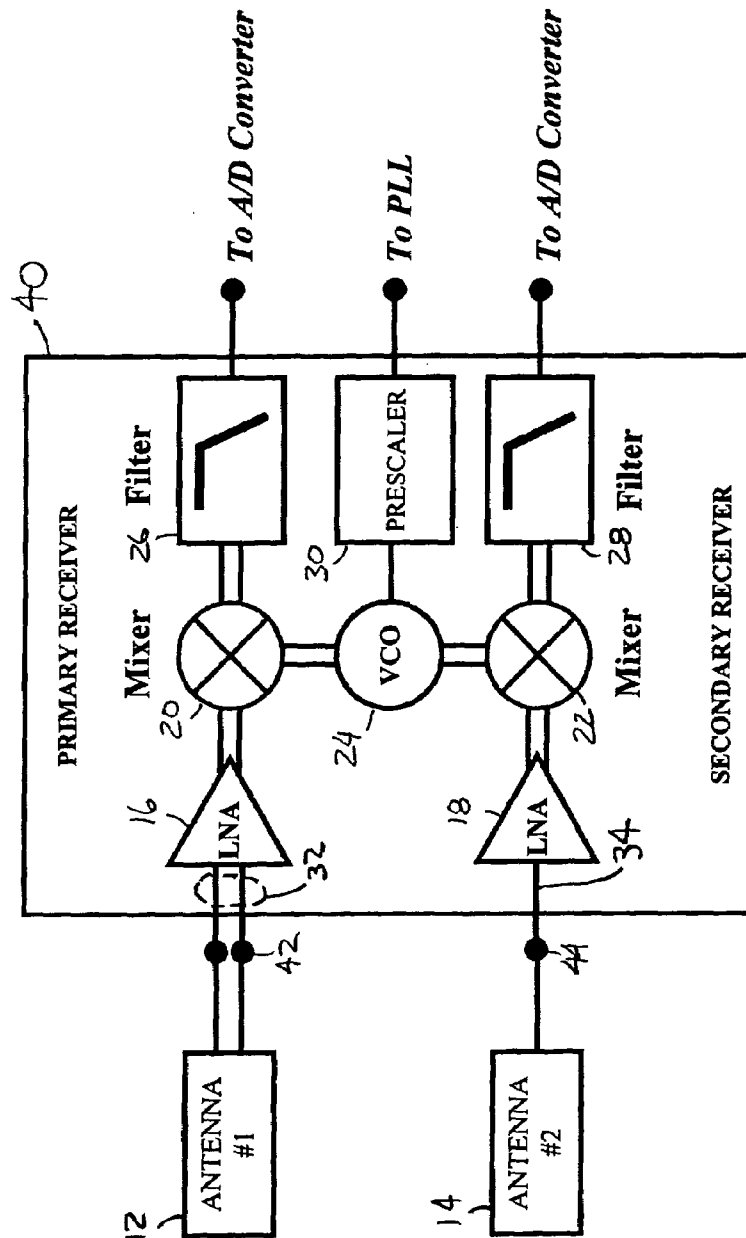 40
PRIMARY RECEIVER
12
ANTENNA
#1
42
32
16
LNA
20
Mixer
26
Filter
To A/D Converter
24
VCO
30
PRESCALER
To PLL
14
ANTENNA
#2
44
34
18
LNA
22
Mixer
28
Filter
To A/D Converter
SECONDARY RECEIVER